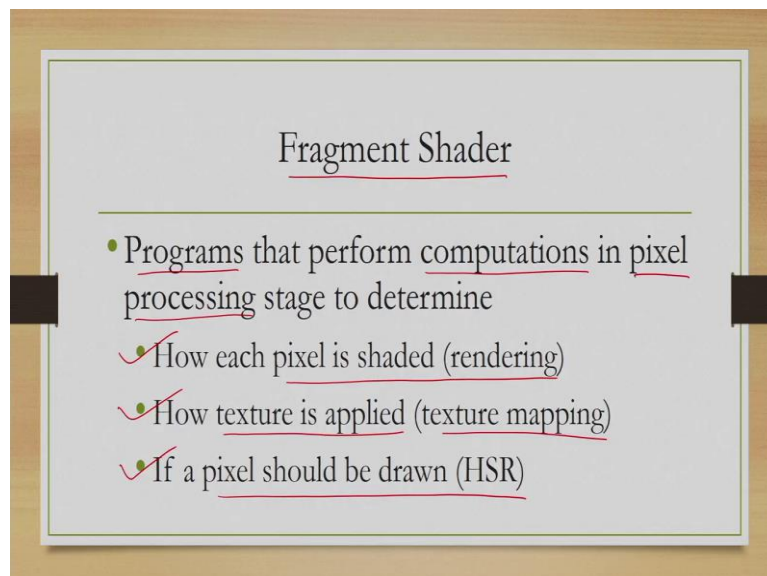 Fragment Shader
Programs that perform computations in pixel
processing stage to determine
How each pixel is shaded (rendering)
How texture is applied (texture mapping)
If a pixel should be drawn (HSR)